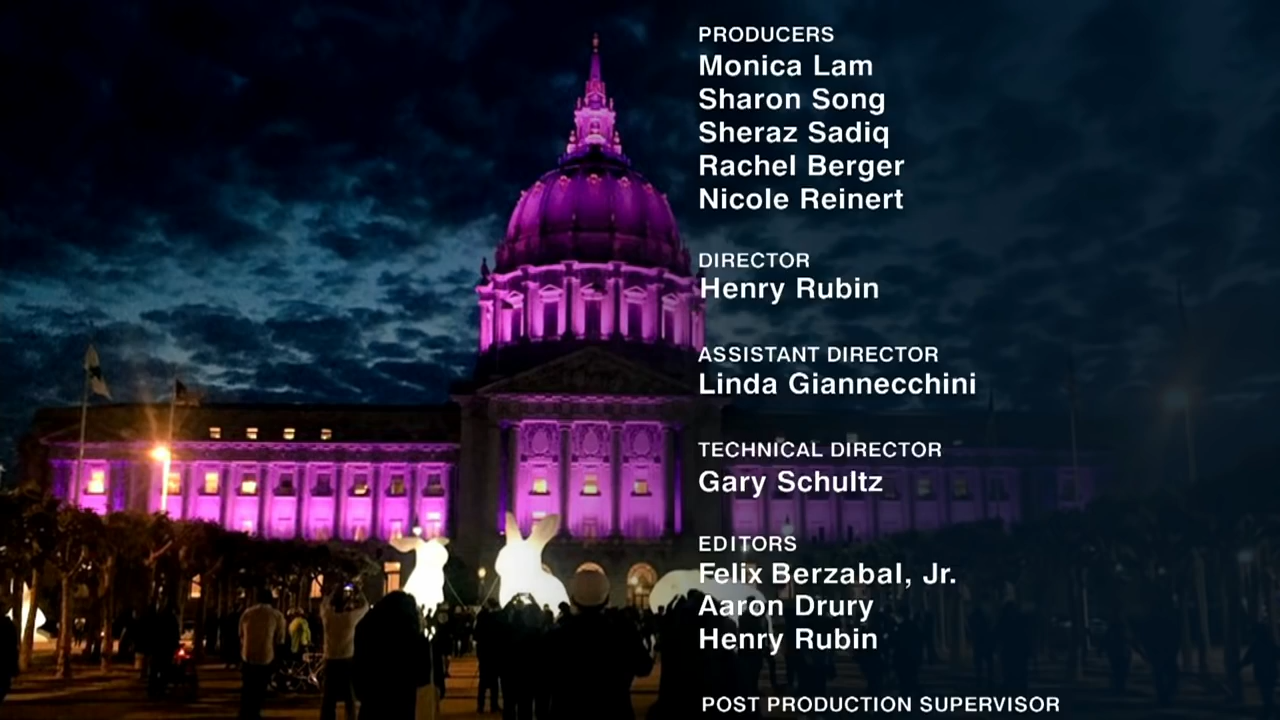 PRODUCERS
Monica Lam
Sharon Song
Sheraz Sadiq
Rachel Berger
Nicole Reinert
DIRECTOR
Henry Rubin
ASSISTANT DIRECTOR
Linda Giannecchini
TECHNICAL DIRECTOR
Gary Schultz
EDITORS
Felix Berzabal, Jr.
Aaron Drury
Henry Rubin
POST PRODUCTION SUPERVISOR